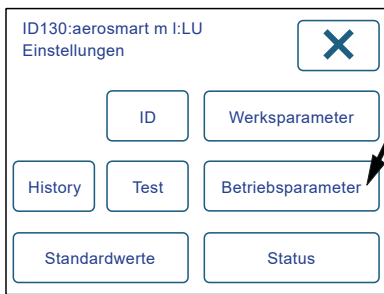 ID130:aerosmart m l:LU
Einstellungen
ID
Werksparameter
History
Test
Betriebsparameter
Standardwerte
Status